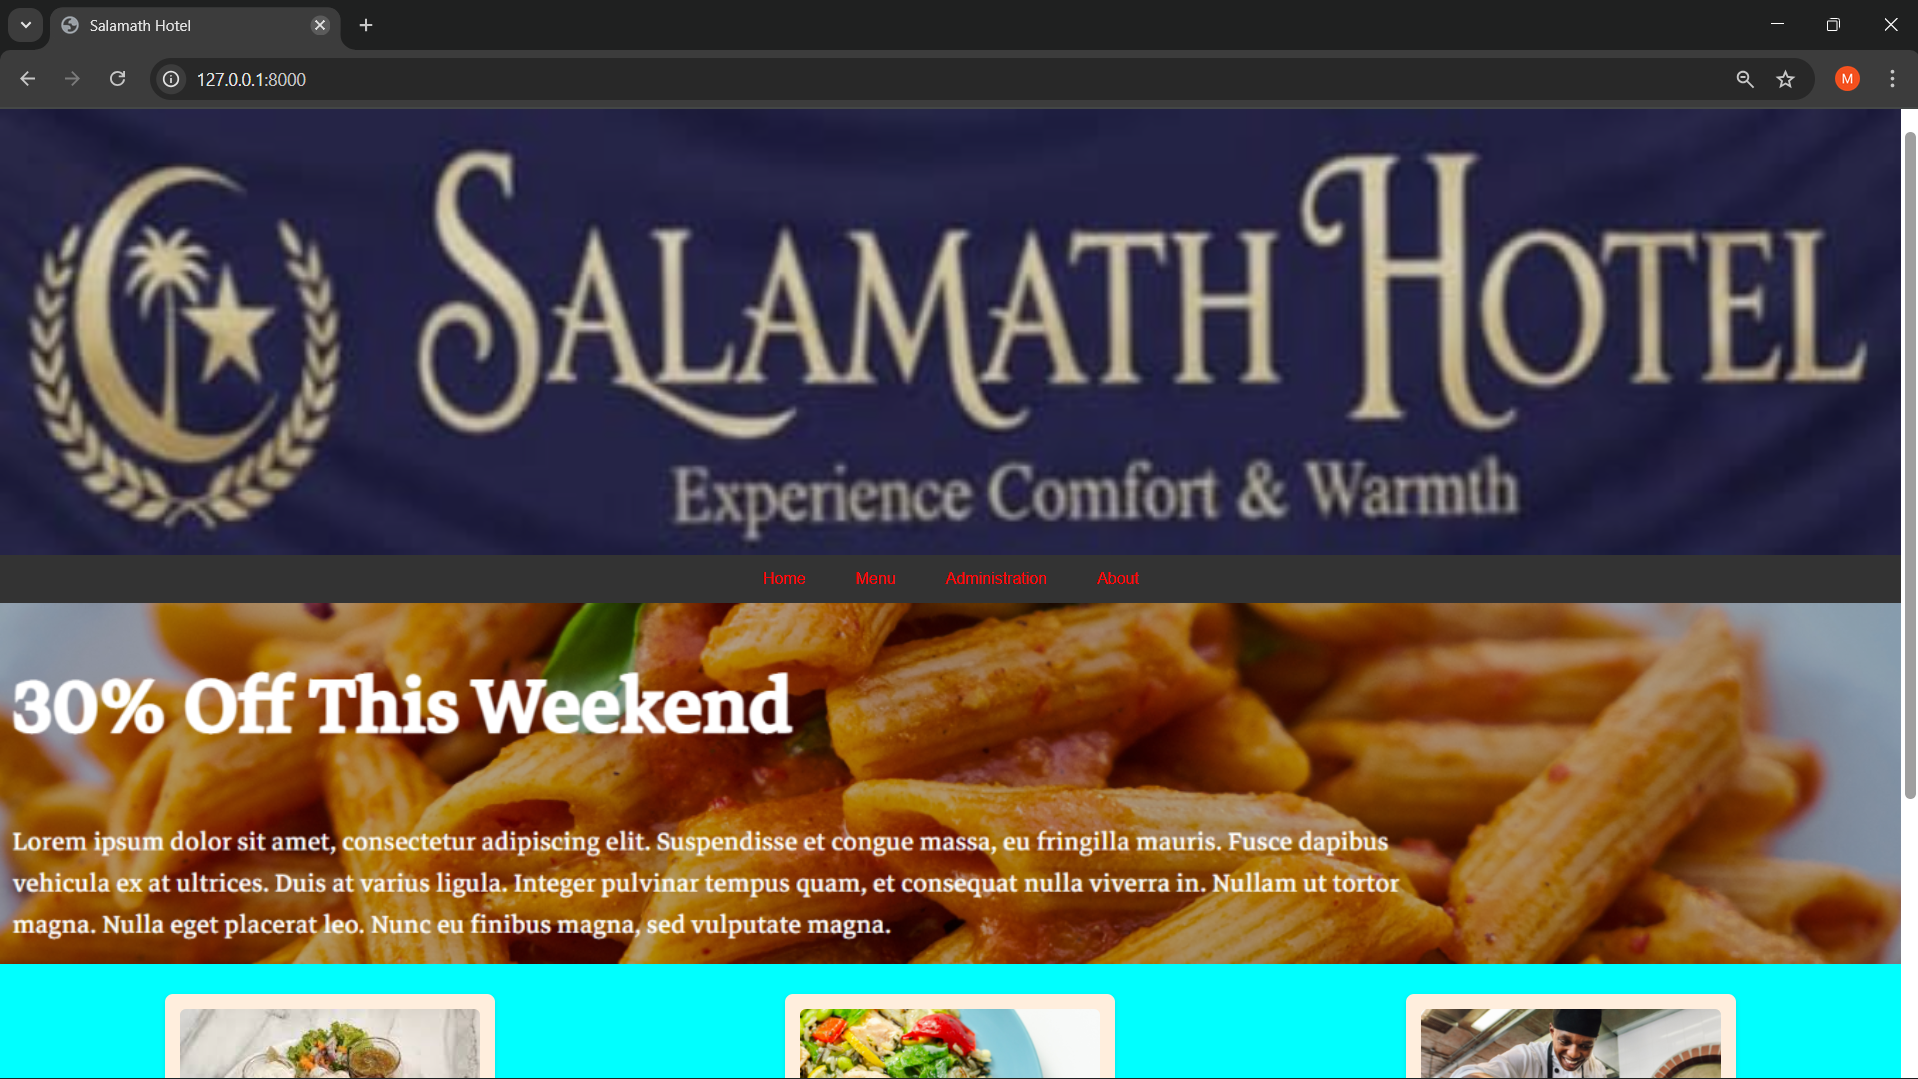 Salamath Hotel
127.0.0.1:8000
M
SALAMATH HOTEL
Experience Comfort & Warmth
Home Menu Administration About
30% Off This Weekend
Lorem ipsum dolor sit amet, consectetur adipiscing elit. Suspendisse et congue massa, eu fringilla mauris. Fusce dapibus
vehicula ex at ultrices. Duis at varius ligula. Integer pulvinar tempus quam, et consequat nulla viverra in. Nullam ut tortor
magna. Nulla eget placerat leo. Nunc eu finibus magna, sed vulputate magna.